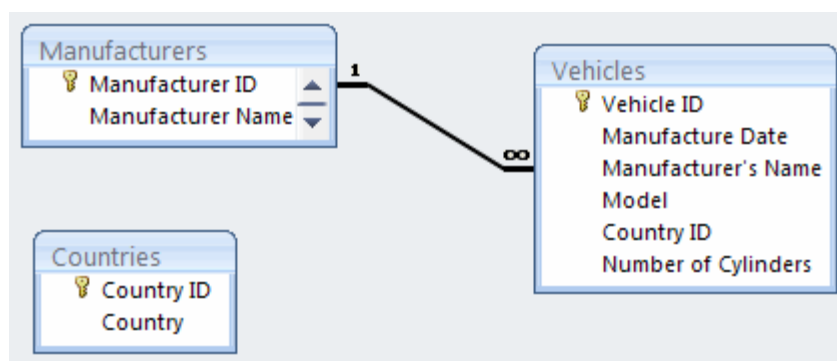 Manufacturers
Manufacturer ID
Manufacturer Name
1
∞
Vehicles
Vehicle ID
Manufacture Date
Manufacturer's Name
Model
Country ID
Number of Cylinders
Countries
Country ID
Country